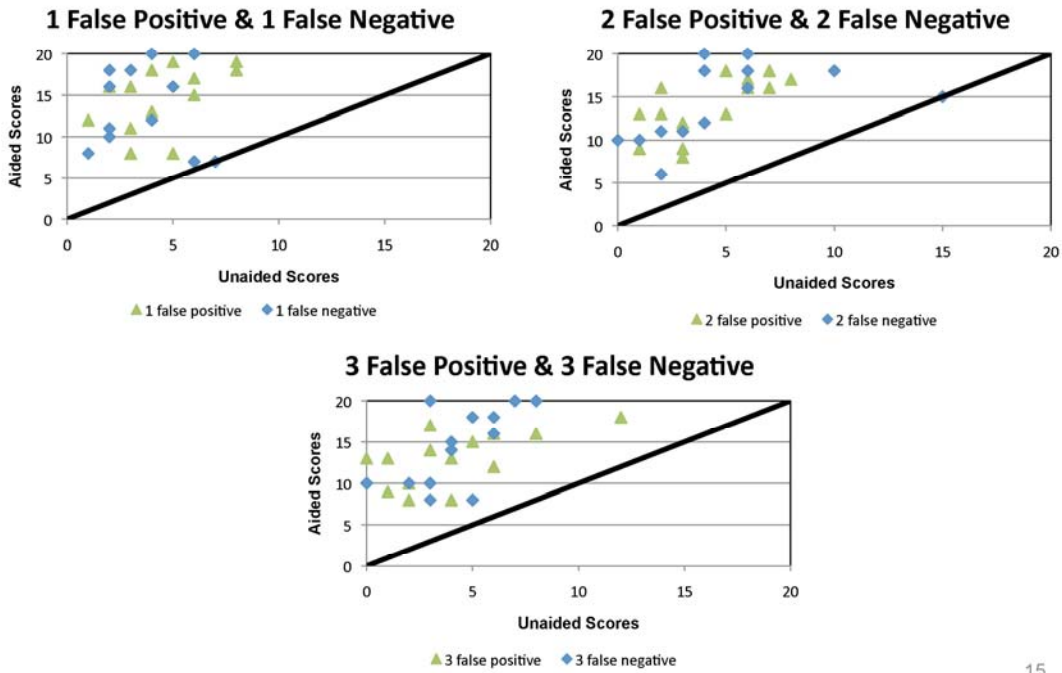 1 False Positive & 1 False Negative
20
15
10
5
0
Aided Scores
0 5 10 15 20
Unaided Scores
1 false positive 1 false negative
2 False Positive & 2 False Negative
20
15
10
5
0
Aided Scores
0 5 10 15 20
Unaided Scores
2 false positive 2 false negative
3 False Positive & 3 False Negative
20
15
10
5
0
Aided Scores
0 5 10 15 20
Unaided Scores
3 false positive 3 false negative
15